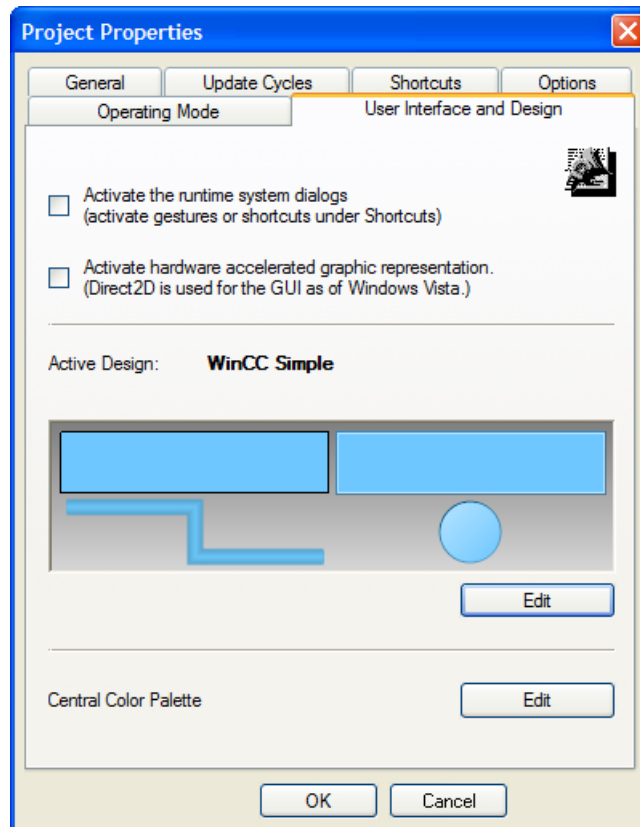 Project Properties
General Update Cycles Shortcuts Options
Operating Mode User Interface and Design
Activate the runtime system dialogs
(activate gestures or shortcuts under Shortcuts)
Activate hardware accelerated graphic representation.
(Direct2D is used for the GUI as of Windows Vista.)
Active Design: WinCC Simple
Edit
Central Color Palette Edit
OK Cancel